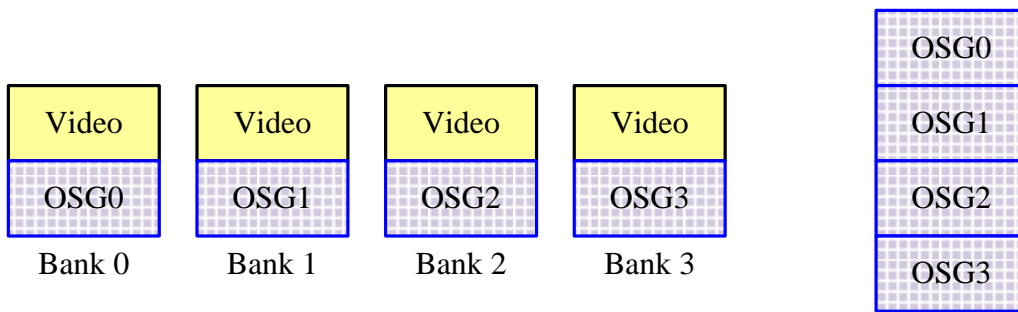 Video Video Video Video
OSG0 OSG1 OSG2 OSG3
Bank 0 Bank 1 Bank 2 Bank 3
OSG0
OSG1
OSG2
OSG3